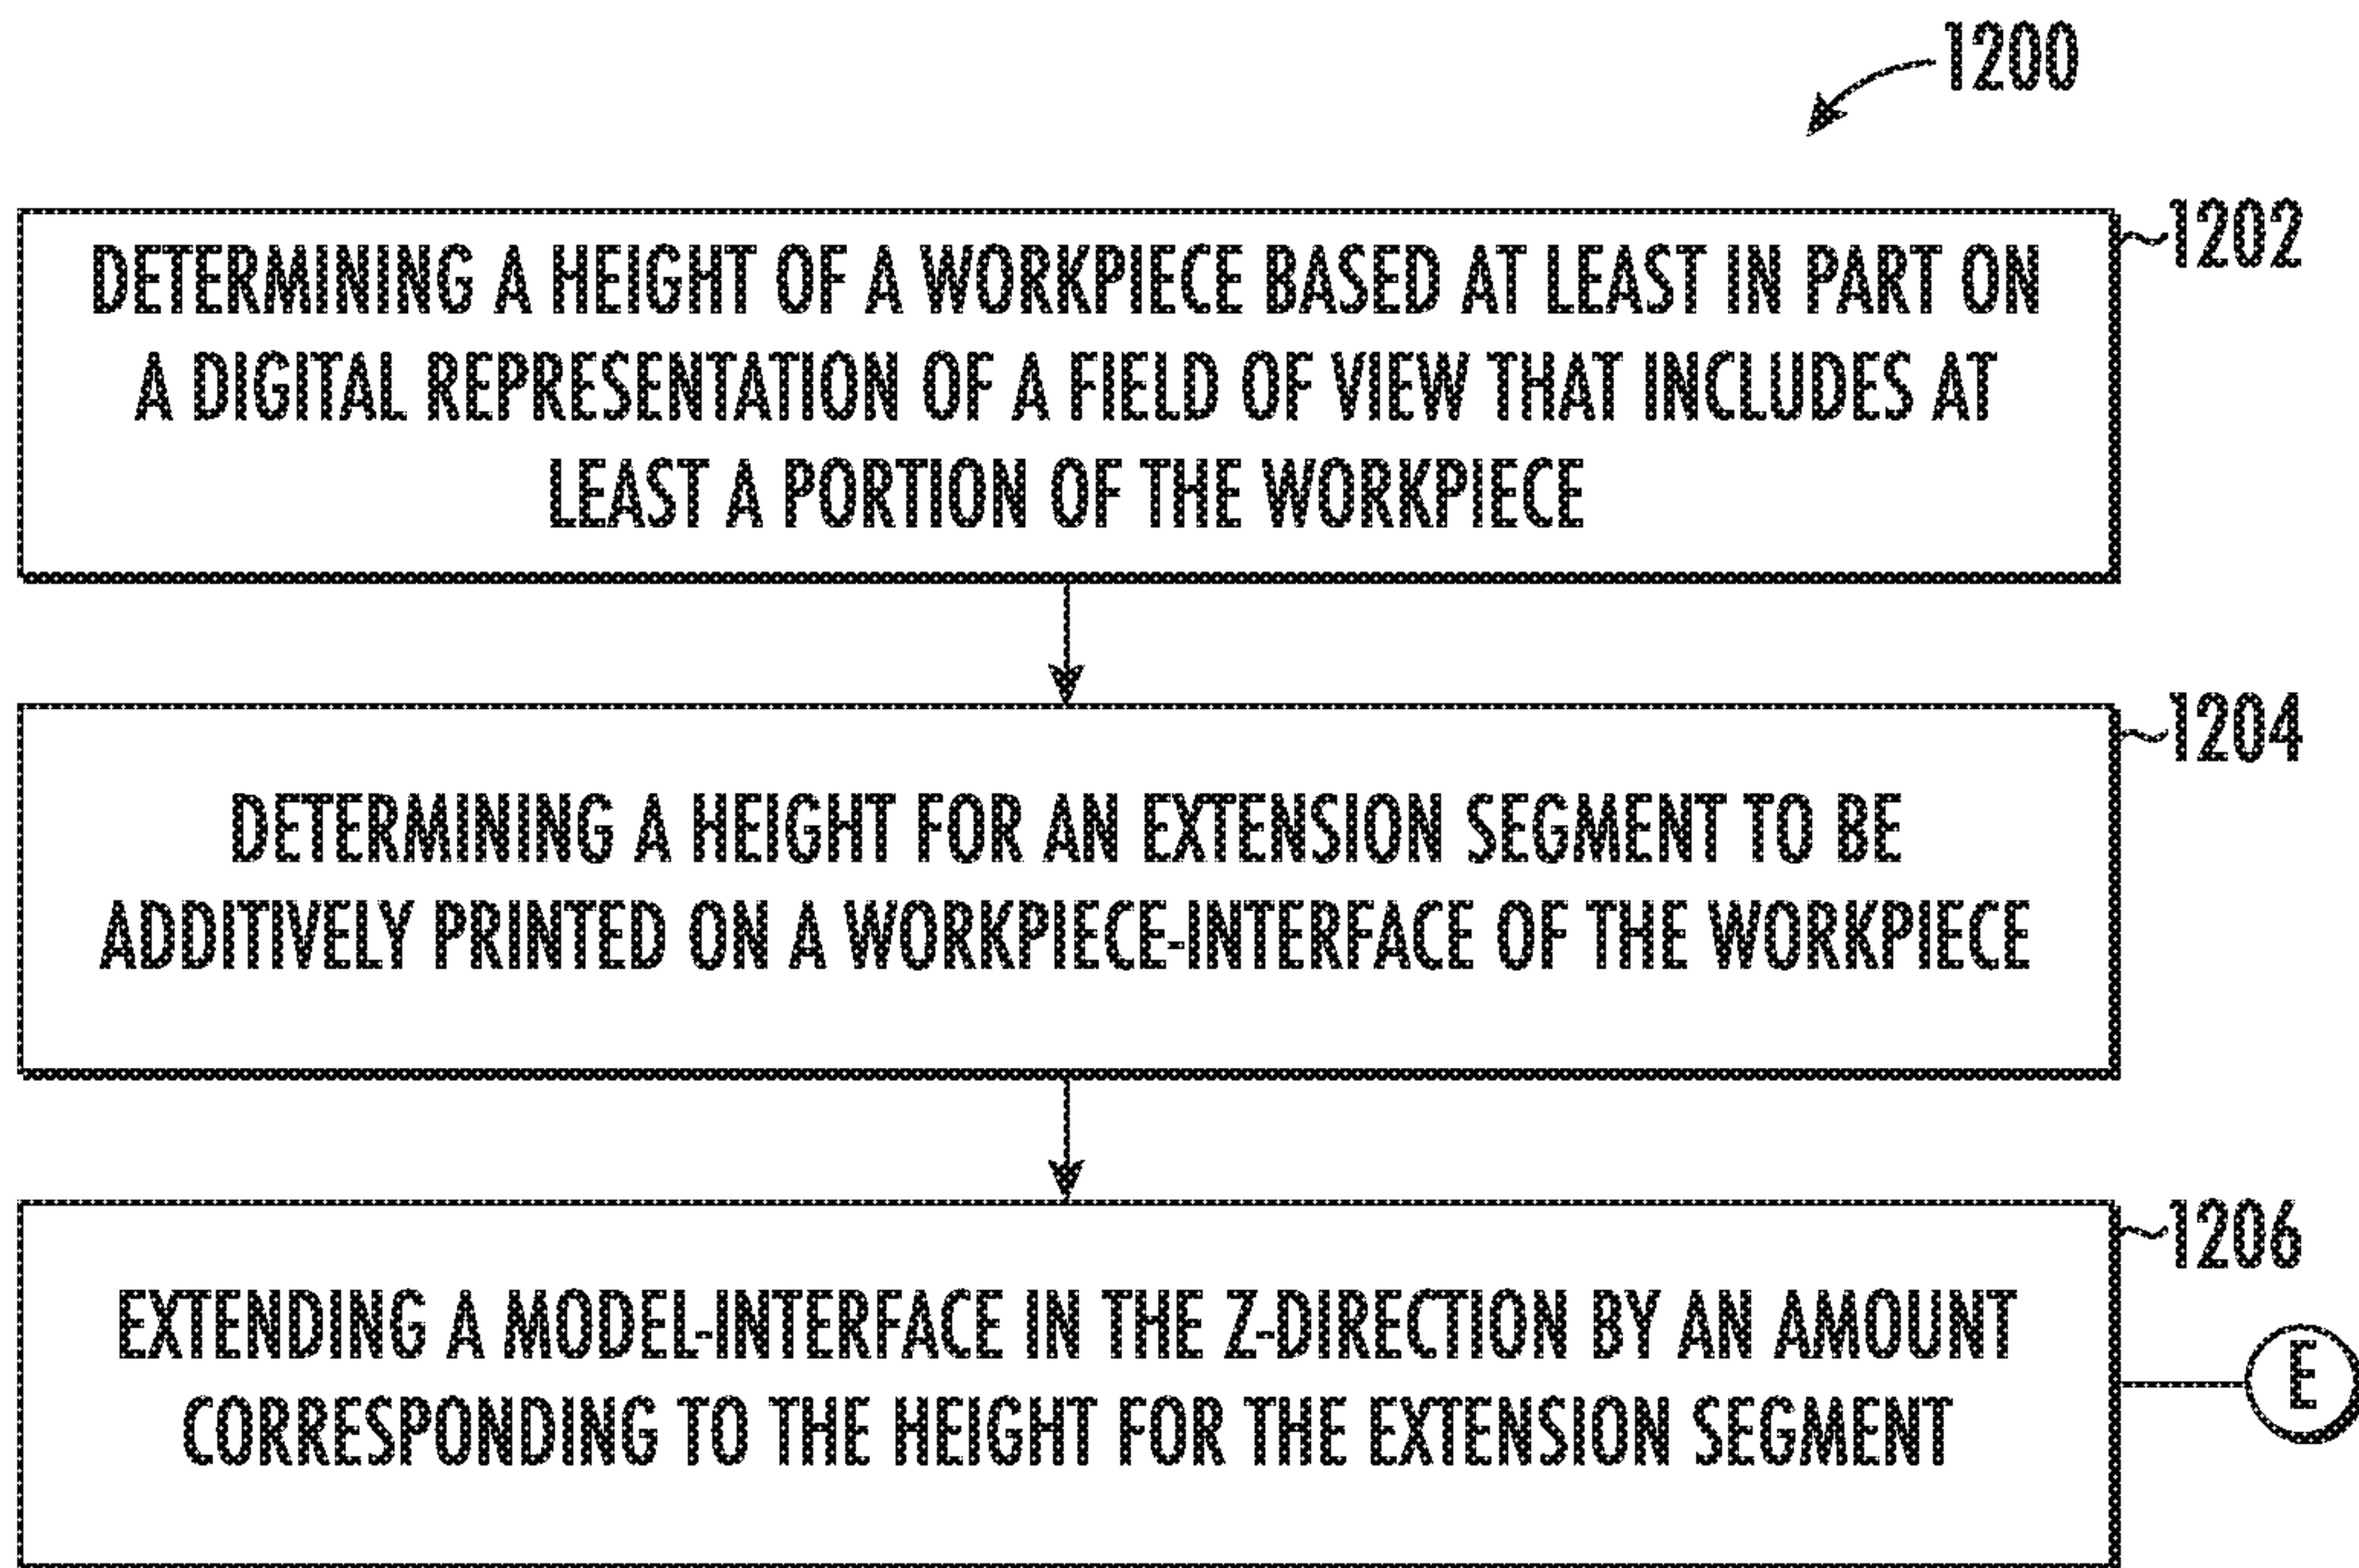 1200
1202
DETERMINING A HEIGHT OF A WORKPIECE BASED AT LEAST IN PART ON
A DIGITAL REPRESENTATION OF A FIELD OF VIEW THAT INCLUDES AT
LEAST A PORTION OF THE WORKPIECE
1204
DETERMINING A HEIGHT FOR AN EXTENSION SEGMENT TO BE
ADDITIVELY PRINTED ON A WORKPIECE-INTERFACE OF THE WORKPIECE
1206
EXTENDING A MODEL-INTERFACE IN THE Z-DIRECTION BY AN AMOUNT
CORRESPONDING TO THE HEIGHT FOR THE EXTENSION SEGMENT
E